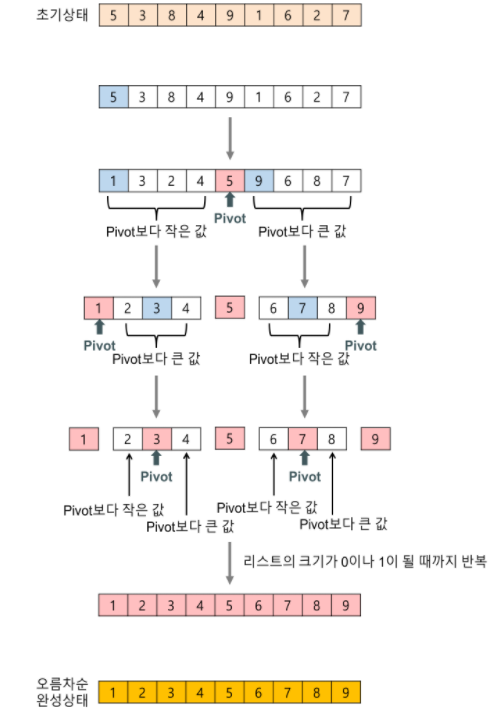 초기상태 5 3 8 4 9 1 6 2 7
5 3 8 4 9 1 6 2 7
1 3 2 4 5 9 6 8 7
Pivot
Pivot보다 작은 값 Pivot보다 큰 값
1 2 3 4 5 6 7 8 9
Pivot Pivot
Pivot보다 큰 값 Pivot보다 작은 값
1 2 3 4 5 6 7 8 9
Pivot Pivot
Pivot보다 작은 값 Pivot보다 작은 값
Pivot보다 큰 값 Pivot보다 큰 값
리스트의 크기가 0이나 1이 될 때까지 반복
1 2 3 4 5 6 7 8 9
오름차순
완성상태 1 2 3 4 5 6 7 8 9